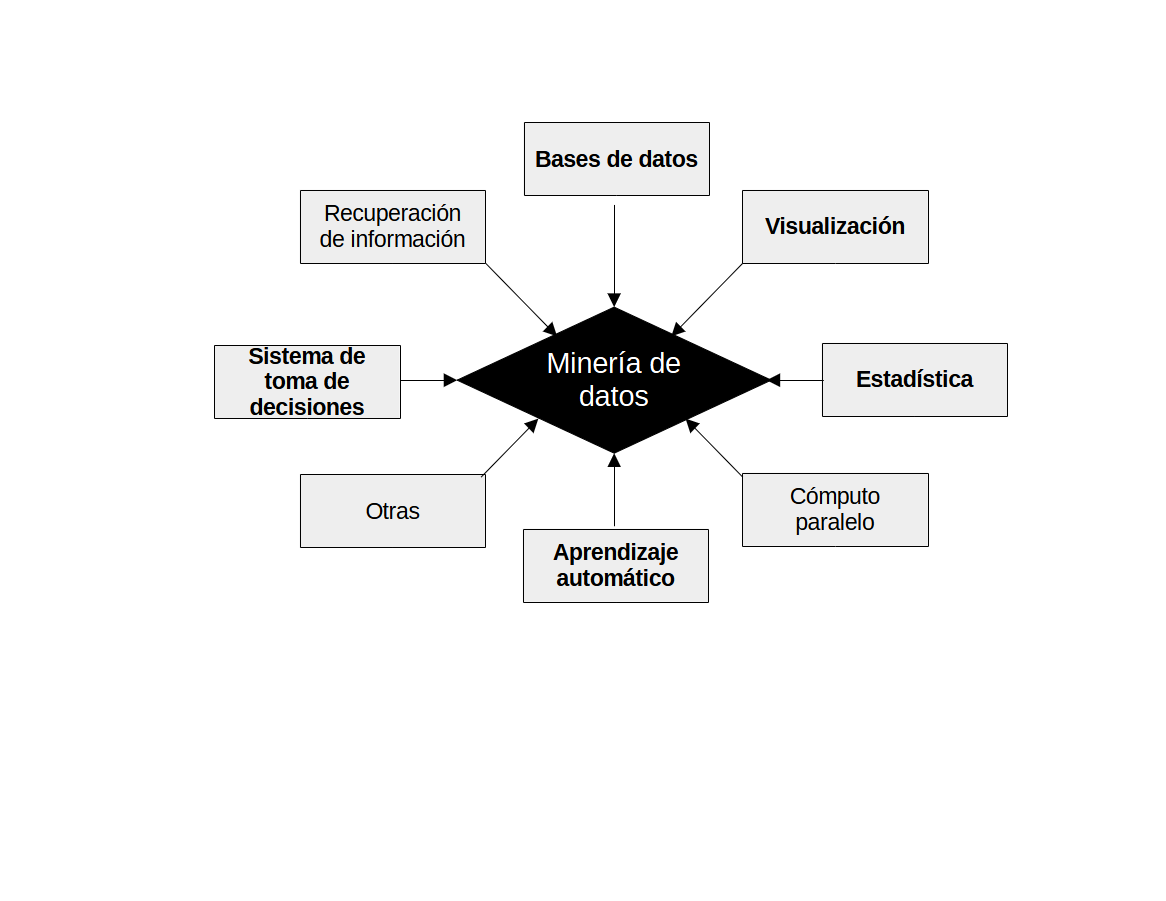 Bases de datos
Recuperación
de información
Visualización
Sistema de
toma de
decisiones
Minería de
datos
Estadística
Otras
Cómputo
paralelo
Aprendizaje
automático